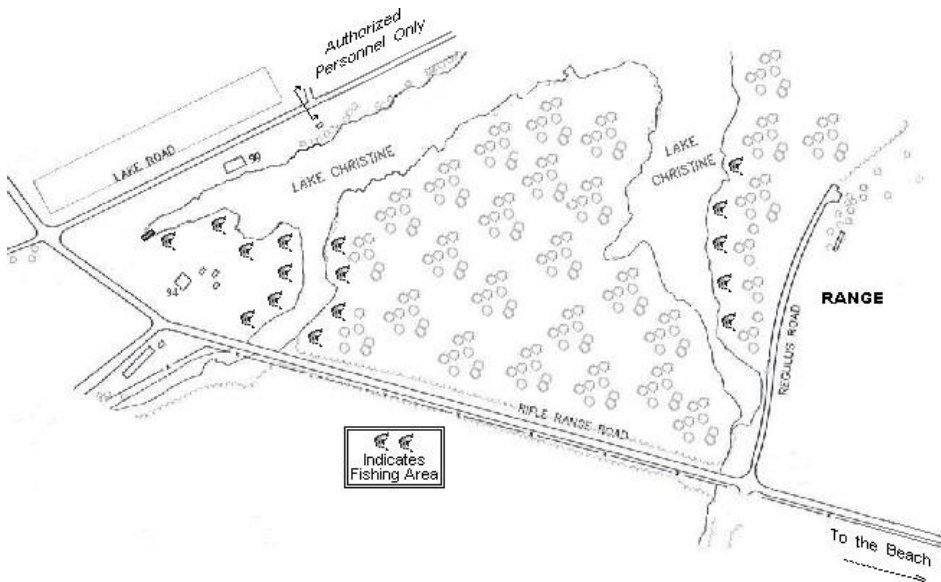 Authorized
Personnel Only
LAKE ROAD
90
LAKE CHRISTINE
LAKE
CHRISTINE
94
RANGE
REGULUS ROAD
RIFLE RANGE ROAD
Indicates
Fishing Area
To the Beach